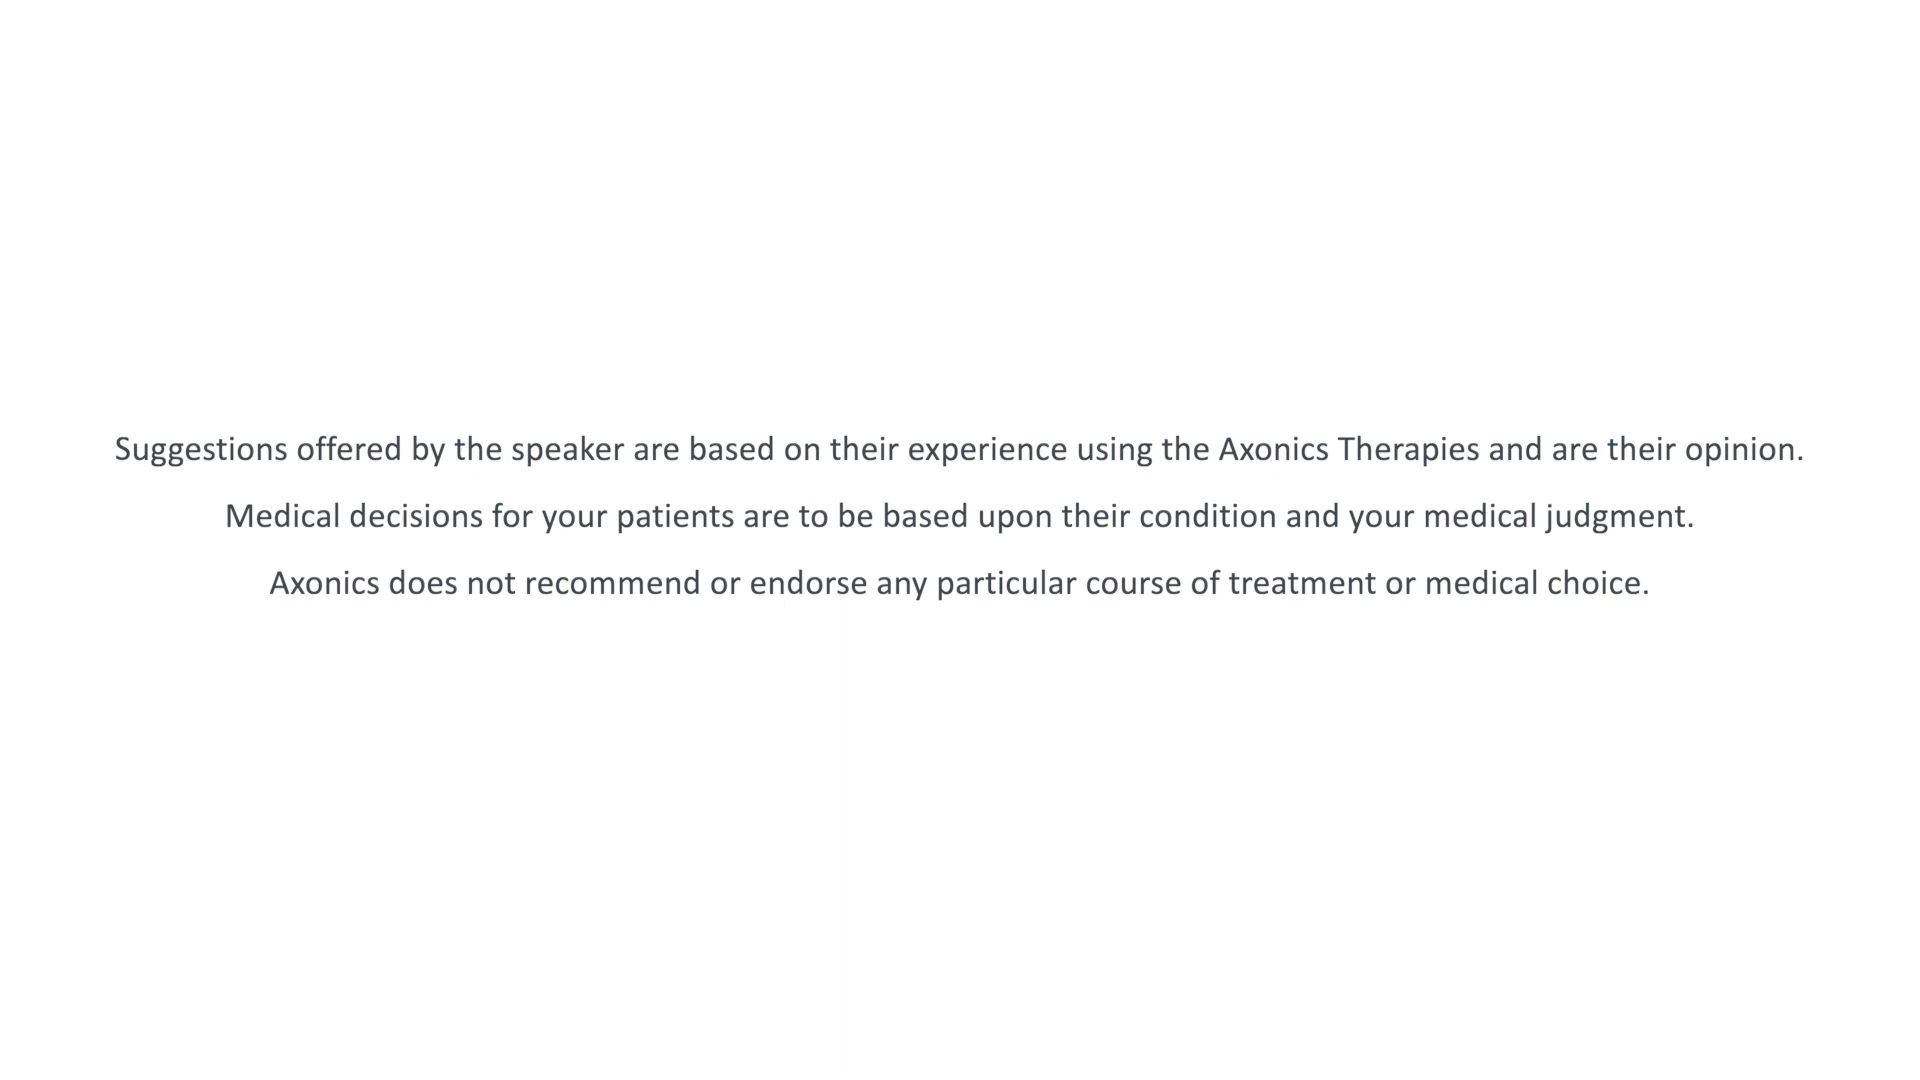 Suggestions offered by the speaker are based on their experience using the Axonics Therapies and are their opinion.
Medical decisions for your patients are to be based upon their condition and your medical judgment.
Axonics does not recommend or endorse any particular course of treatment or medical choice.